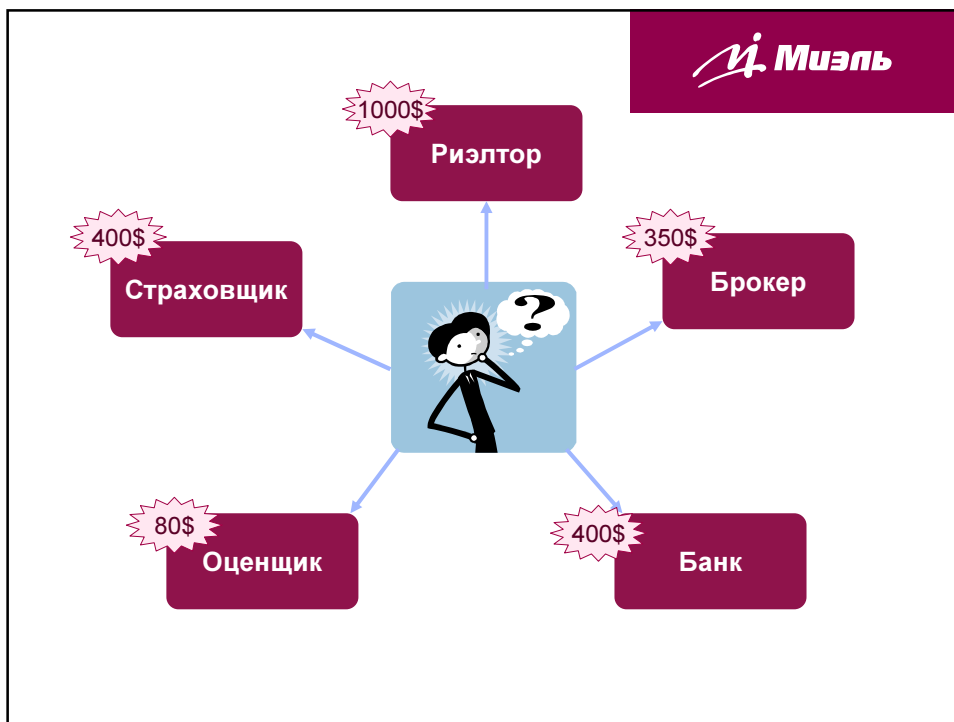 Миэль
1000$
Риэлтор
400$
Страховщик
350$
Брокер
?
80$
Оценщик
400$
Банк